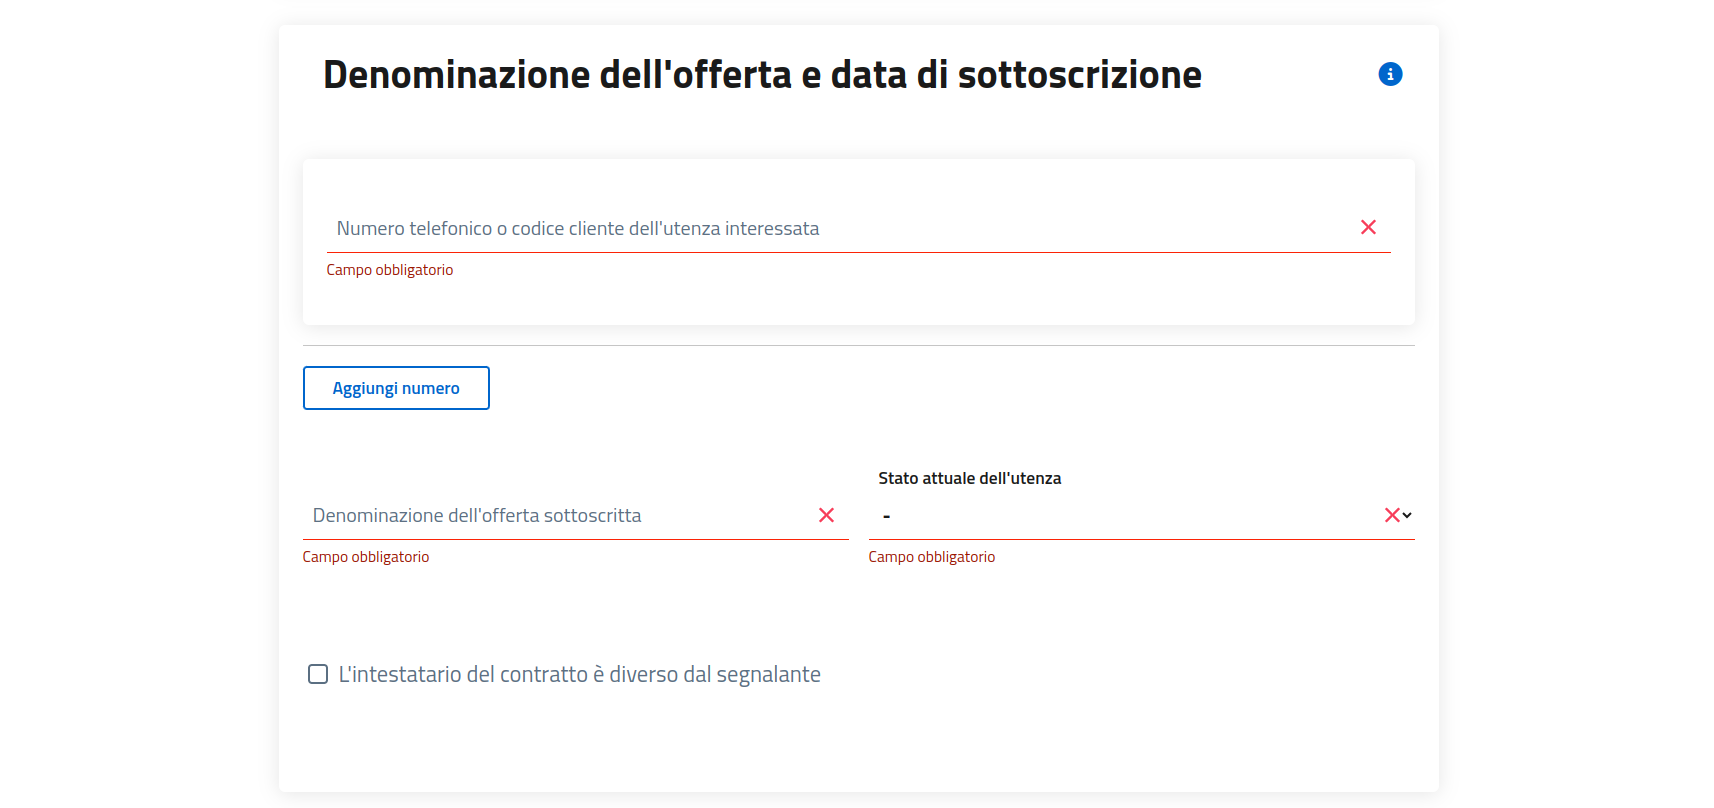 Denominazione dell'offerta e data di sottoscrizione
Numero telefonico o codice cliente dell'utenza interessata
Campo obbligatorio
Aggiungi numero
Stato attuale dell'utenza
Denominazione dell'offerta sottoscritta
-
Campo obbligatorio
Campo obbligatorio
L'intestatario del contratto è diverso dal segnalante